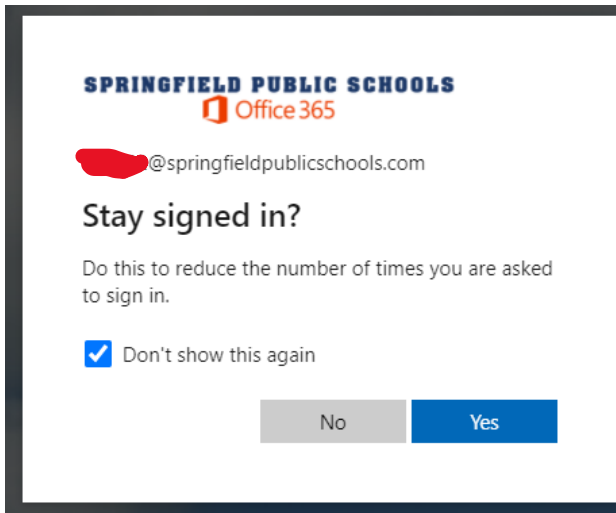 SPRINGFIELD PUBLIC SCHOOLS
Office 365
@springfieldpublicschools.com
Stay signed in?
Do this to reduce the number of times you are asked
to sign in.
Don't show this again
No
Yes